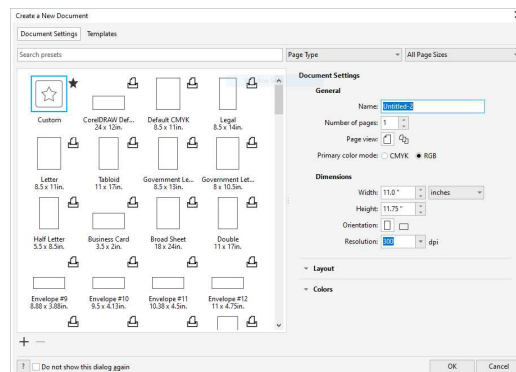 Create a New Document
Document Settings Templates
Search presets
Page Type
All Page Sizes
Custom
CorelDRAW Def...
24 x 12in.
Default CMYK
8.5 x 11in.
Legal
8.5 x 14in.
Letter
8.5 x 11in.
Tabloid
11 x 17in.
Government Le...
8.5 x 13in.
Government Let...
8 x 10.5in.
Half Letter
5.5 x 8.5in.
Business Card
3.5 x 2in.
Broad Sheet
18 x 24in.
Double
11 x 17in.
Envelope #9
8.88 x 3.88in.
Envelope #10
9.5 x 4.13in.
Envelope #11
10.38 x 4.5in.
Envelope #12
11 x 4.75in.
Document Settings
General
Name: Untitled-2
Number of pages: 1
Page view:
Primary color mode: CMYK RGB
Dimensions
Width: 11.0 " inches
Height: 11.75 "
Orientation:
Resolution: 300 dpi
Layout
Colors
? Do not show this dialog again
OK Cancel